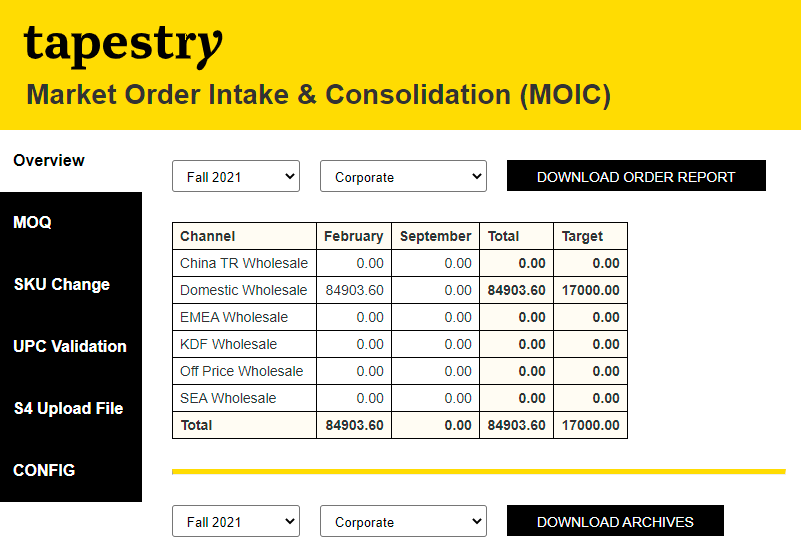 tapestry
Market Order Intake & Consolidation (MOIC)
Overview
MOQ
SKU Change
UPC Validation
S4 Upload File
CONFIG
Fall 2021 Corporate DOWNLOAD ORDER REPORT
Channel February September Total Target
China TR Wholesale 0.00 0.00 0.00 0.00
Domestic Wholesale 84903.60 0.00 84903.60 17000.00
EMEA Wholesale 0.00 0.00 0.00 0.00
KDF Wholesale 0.00 0.00 0.00 0.00
Off Price Wholesale 0.00 0.00 0.00 0.00
SEA Wholesale 0.00 0.00 0.00 0.00
Total 84903.60 0.00 84903.60 17000.00
Fall 2021 Corporate DOWNLOAD ARCHIVES